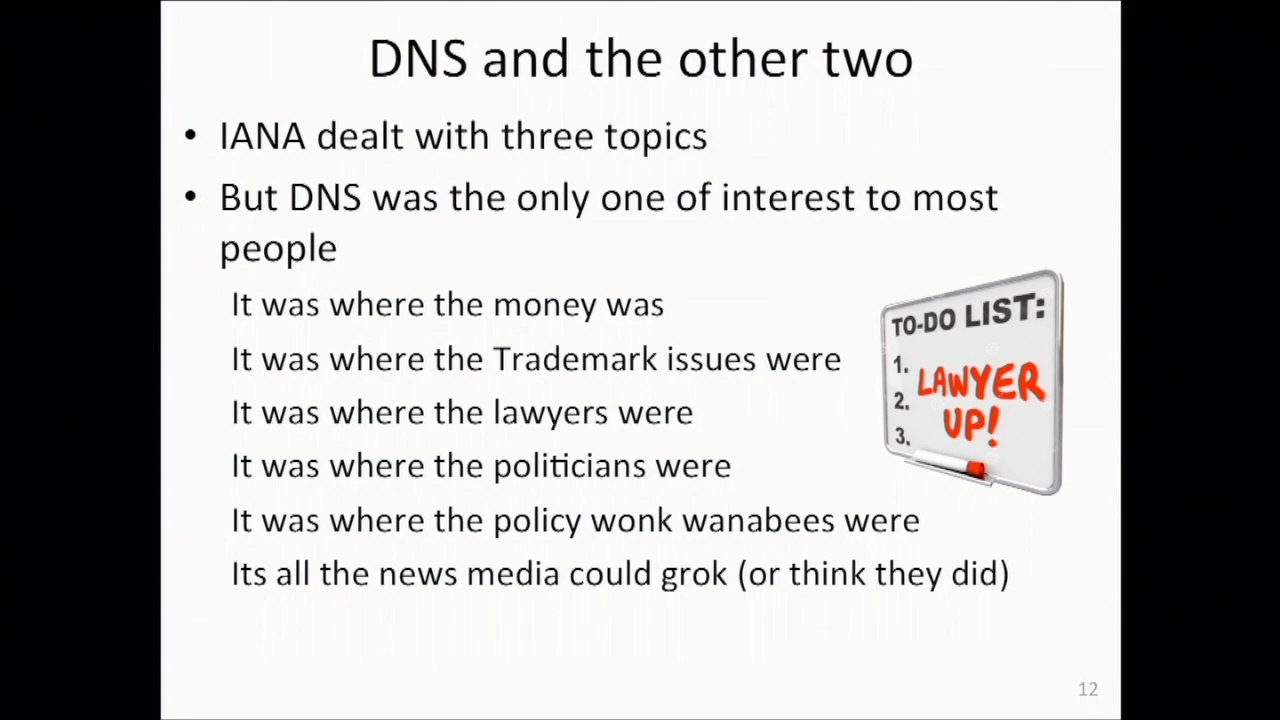 DNS and the other two
• IANA dealt with three topics
• But DNS was the only one of interest to most
people
It was where the money was
It was where the Trademark issues were
It was where the lawyers were
It was where the politicians were
It was where the policy wonk wanabees were
Its all the news media could grok (or think they did)
TO-DO LIST:
1.
LAWYER
2.
UP!
3.
12